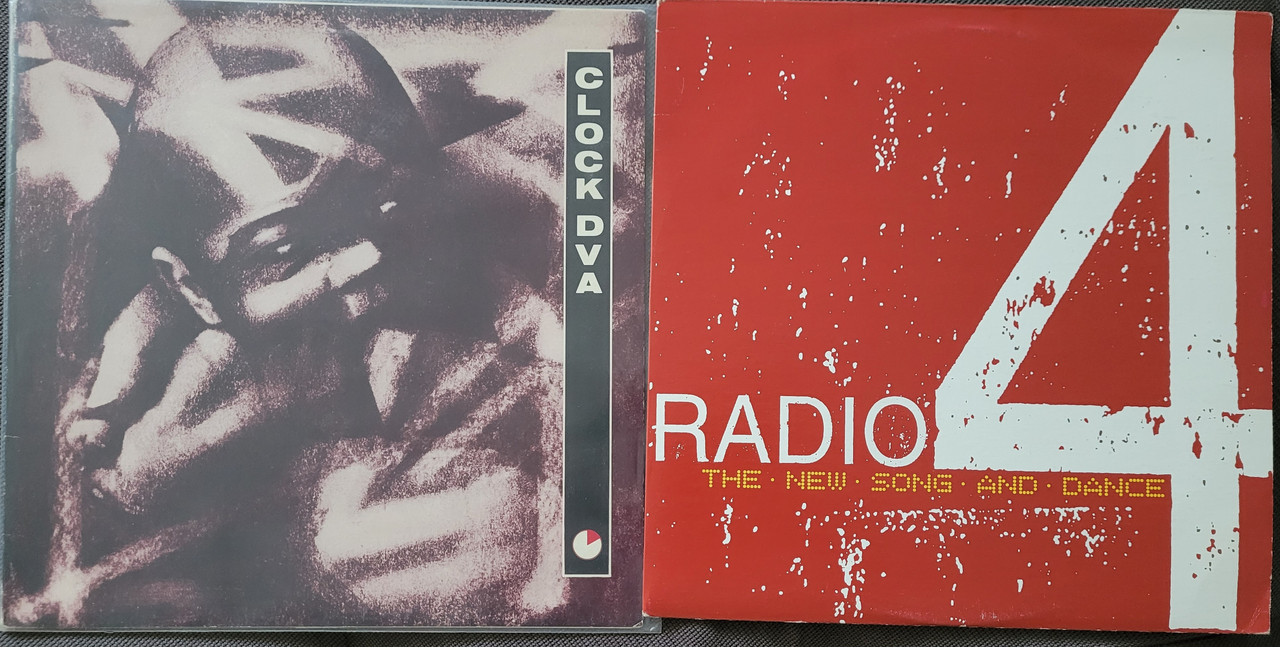 CLOCK DVA
RADIO 4
THE · NEW · SONG · AND · DANCE